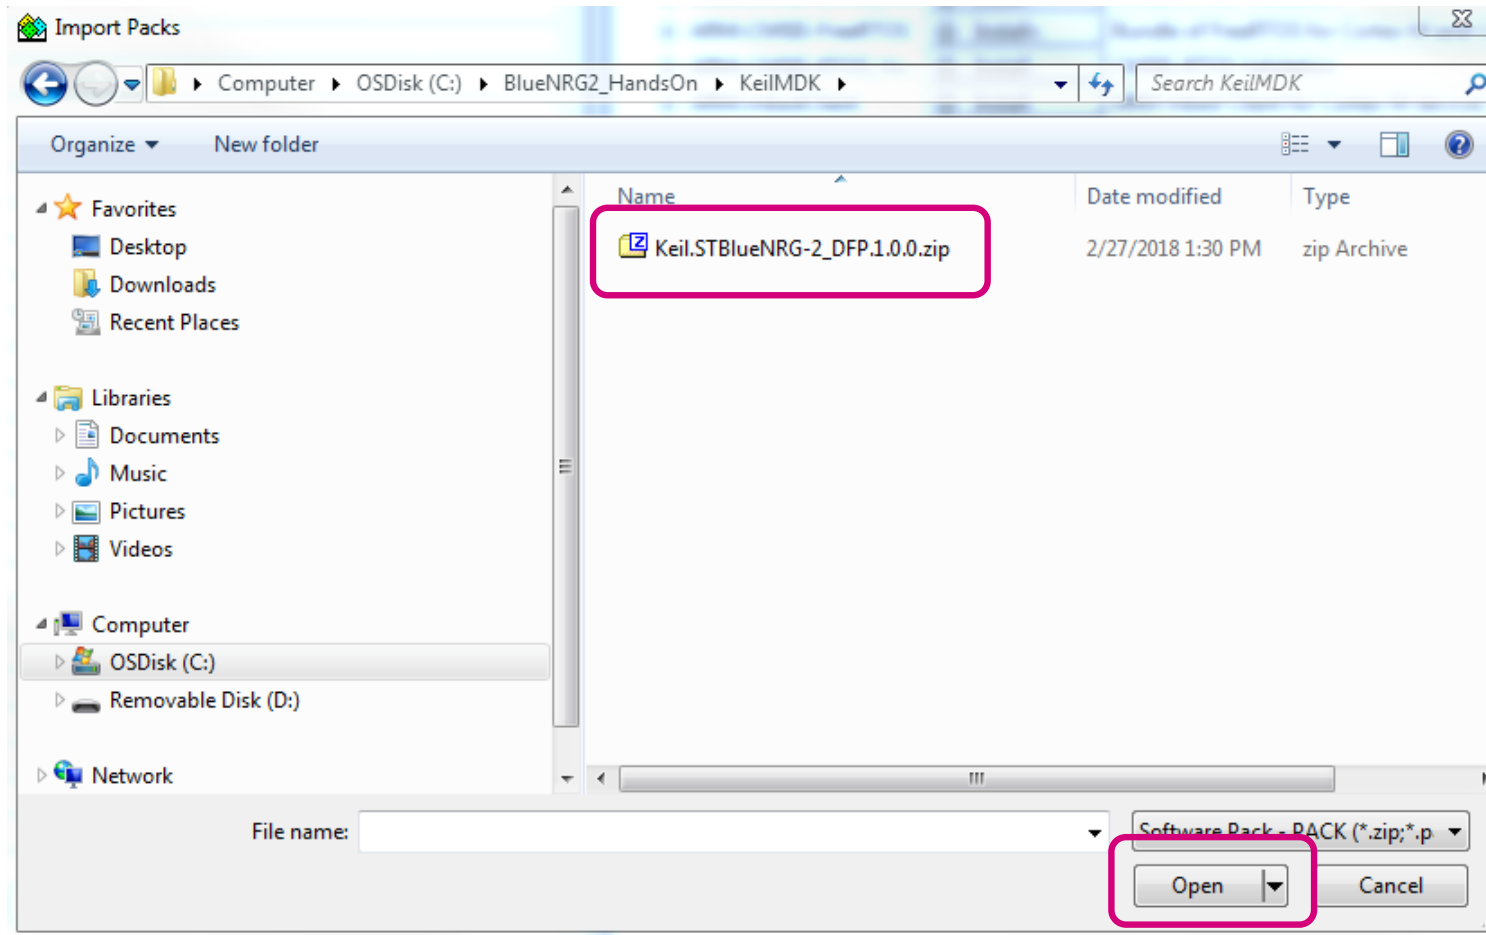 Import Packs
Computer OSDisk (C:) BlueNRG2_HandsOn KeilMDK
Search KeilMDK
Organize New folder
Name Date modified Type
Favorites
Keil.STBlueNRG-2_DFP.1.0.0.zip 2/27/2018 1:30 PM zip Archive
Desktop
Downloads
Recent Places
Libraries
Documents
Music
Pictures
Videos
Computer
OSDisk (C:)
Removable Disk (D:)
Network
File name:
Software Pack - PACK (*.zip;*.p
Open Cancel